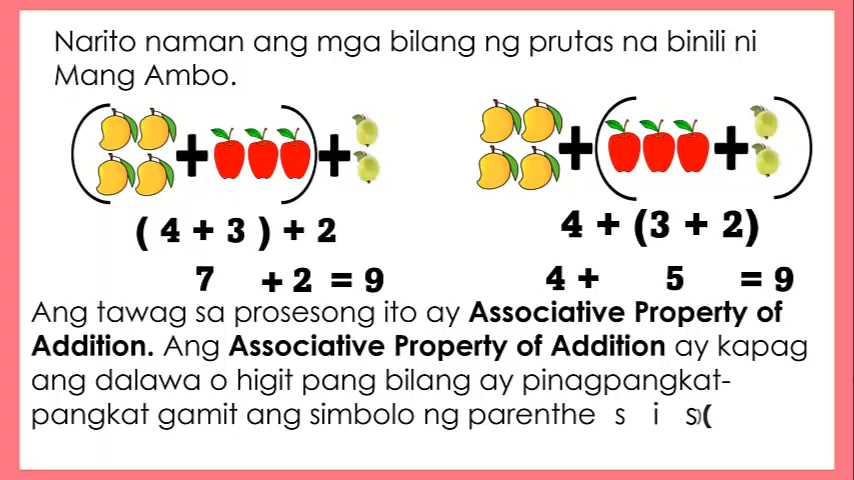 Narito naman ang mga bilang ng prutas na binili ni
Mang Ambo.
( + ) + + ( + )
( 4 + 3 ) + 2 4 + (3 + 2)
7 + 2 = 9 4 + 5 = 9
Ang tawag sa prosesong ito ay Associative Property of
Addition. Ang Associative Property of Addition ay kapag
ang dalawa o higit pang bilang ay pinagpangkat-
pangkat gamit ang simbolo ng parenthe s i s)(